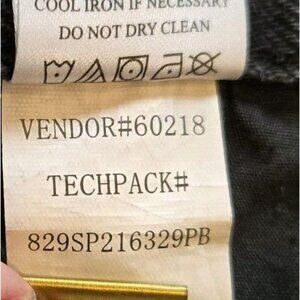 COOL IRON IF NECESSARY
DO NOT DRY CLEAN
VENDOR#60218
TECHPACK#
829SP216329PB